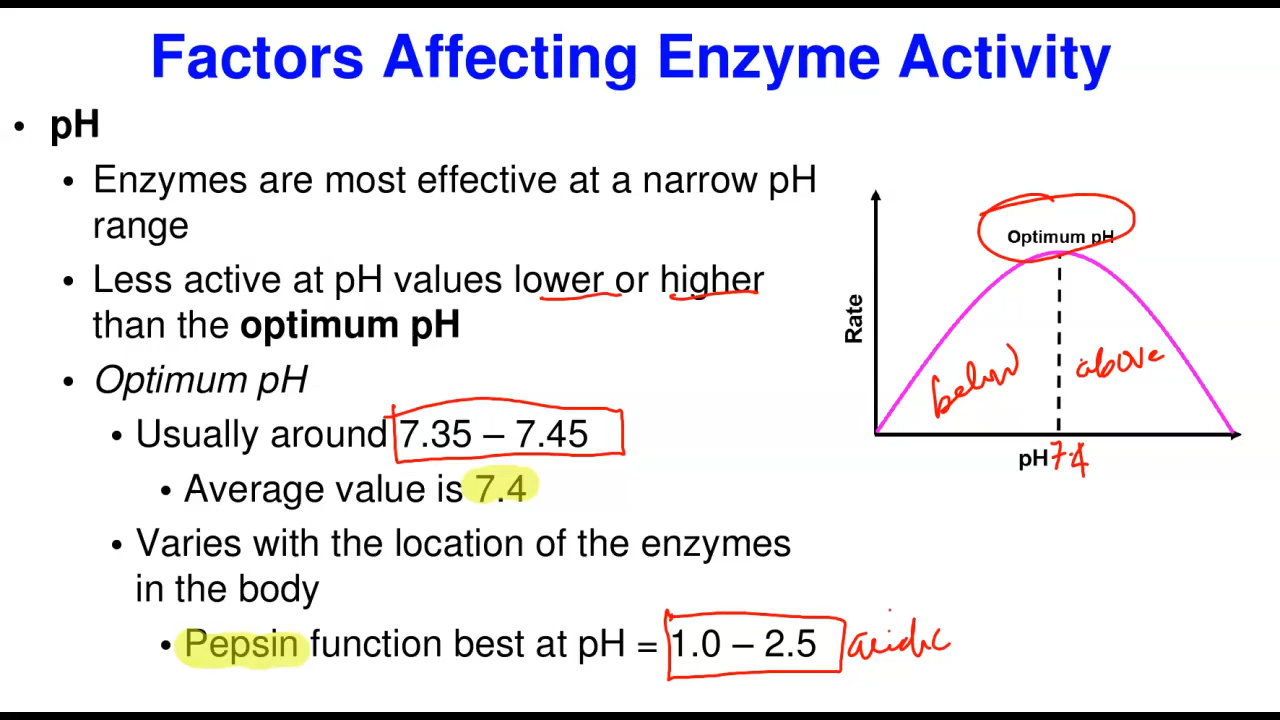 Factors Affecting Enzyme Activity
• pH
• Enzymes are most effective at a narrow pH
range
• Less active at pH values lower or higher
than the optimum pH
• Optimum pH
• Usually around 7.35 – 7.45
• Average value is 7.4
• Varies with the location of the enzymes
in the body
• Pepsin function best at pH = 1.0 – 2.5 acidic
Optimum pH
Rate
below above
pH 7.4